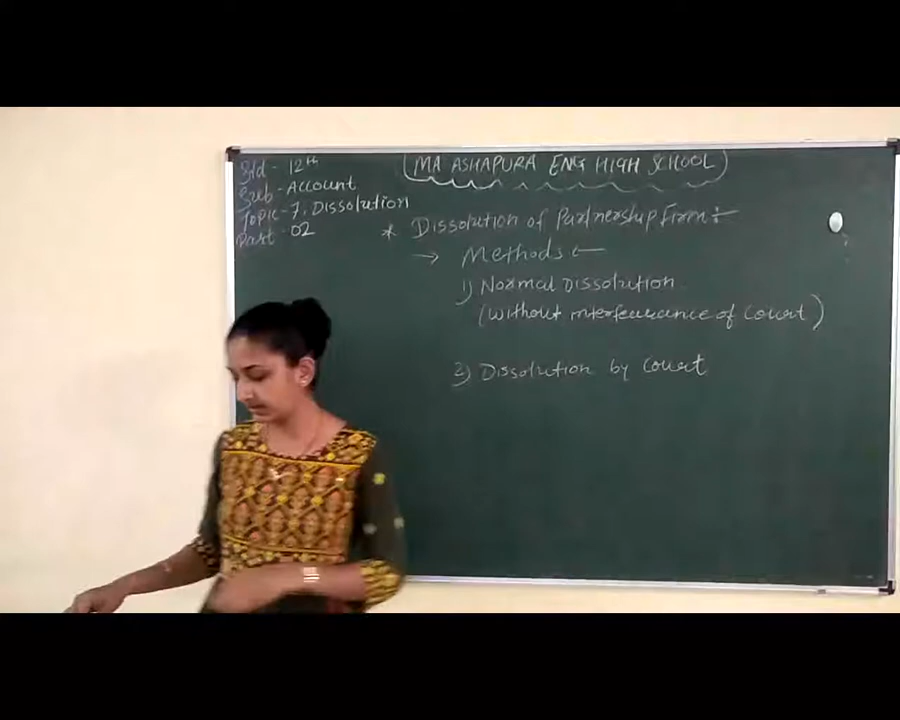 Std - 12th
Sub - Account
Topic - 7. Dissolution
Part - 02
MA ASHAPURA ENG HIGH SCHOOL
* Dissolution of Partnership Firm :-
→ Methods ←
1) Normal Dissolution
(Without interfeurance of Court)
2) Dissolution by Court